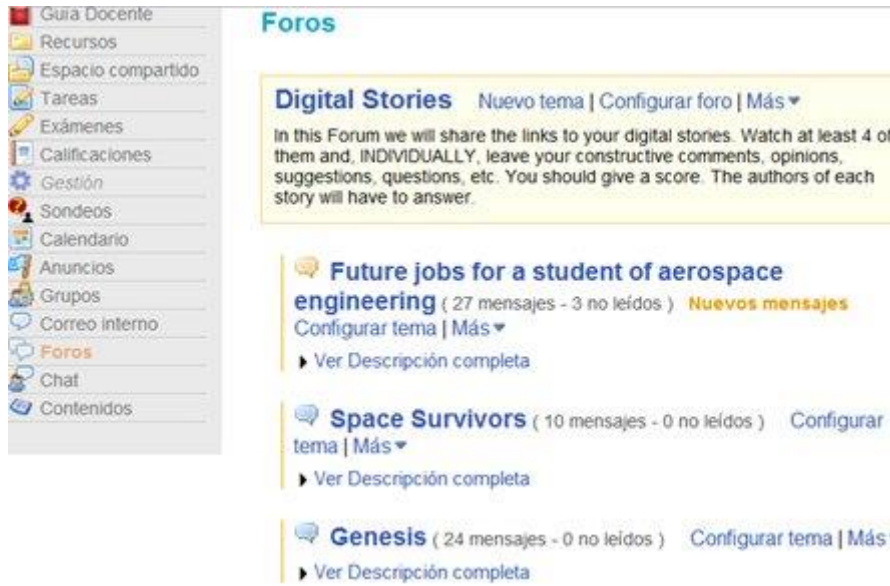 Guia Docente
Recursos
Espacio compartido
Tareas
Exámenes
Calificaciones
Gestión
Sondeos
Calendario
Anuncios
Grupos
Correo interno
Foros
Chat
Contenidos
Foros
Digital Stories Nuevo tema | Configurar foro | Más
In this Forum we will share the links to your digital stories. Watch at least 4 of
them and, INDIVIDUALLY, leave your constructive comments, opinions,
suggestions, questions, etc. You should give a score. The authors of each
story will have to answer.
Future jobs for a student of aerospace
engineering ( 27 mensajes - 3 no leídos ) Nuevos mensajes
Configurar tema | Más
Ver Descripción completa
Space Survivors ( 10 mensajes - 0 no leídos ) Configurar
tema | Más
Ver Descripción completa
Genesis ( 24 mensajes - 0 no leídos ) Configurar tema | Más
Ver Descripción completa